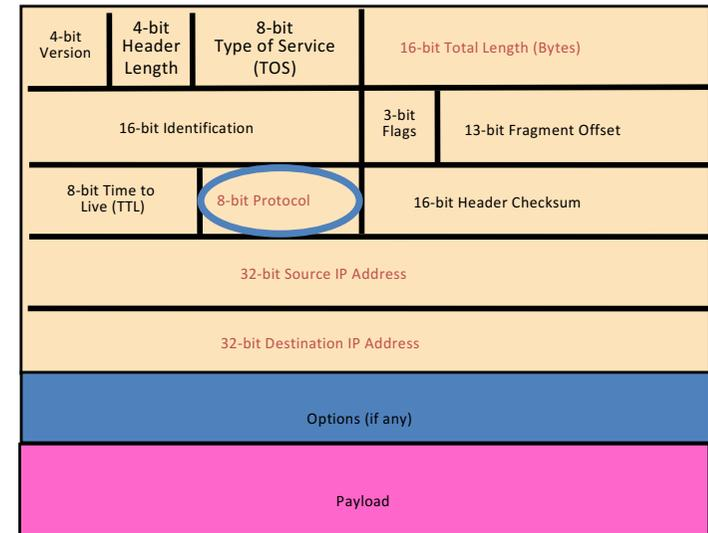 4-bit
Version
4-bit
Header
Length
8-bit
Type of Service
(TOS)
16-bit Total Length (Bytes)
16-bit Identification
3-bit
Flags
13-bit Fragment Offset
8-bit Time to
Live (TTL)
8-bit Protocol
16-bit Header Checksum
32-bit Source IP Address
32-bit Destination IP Address
Options (if any)
Payload